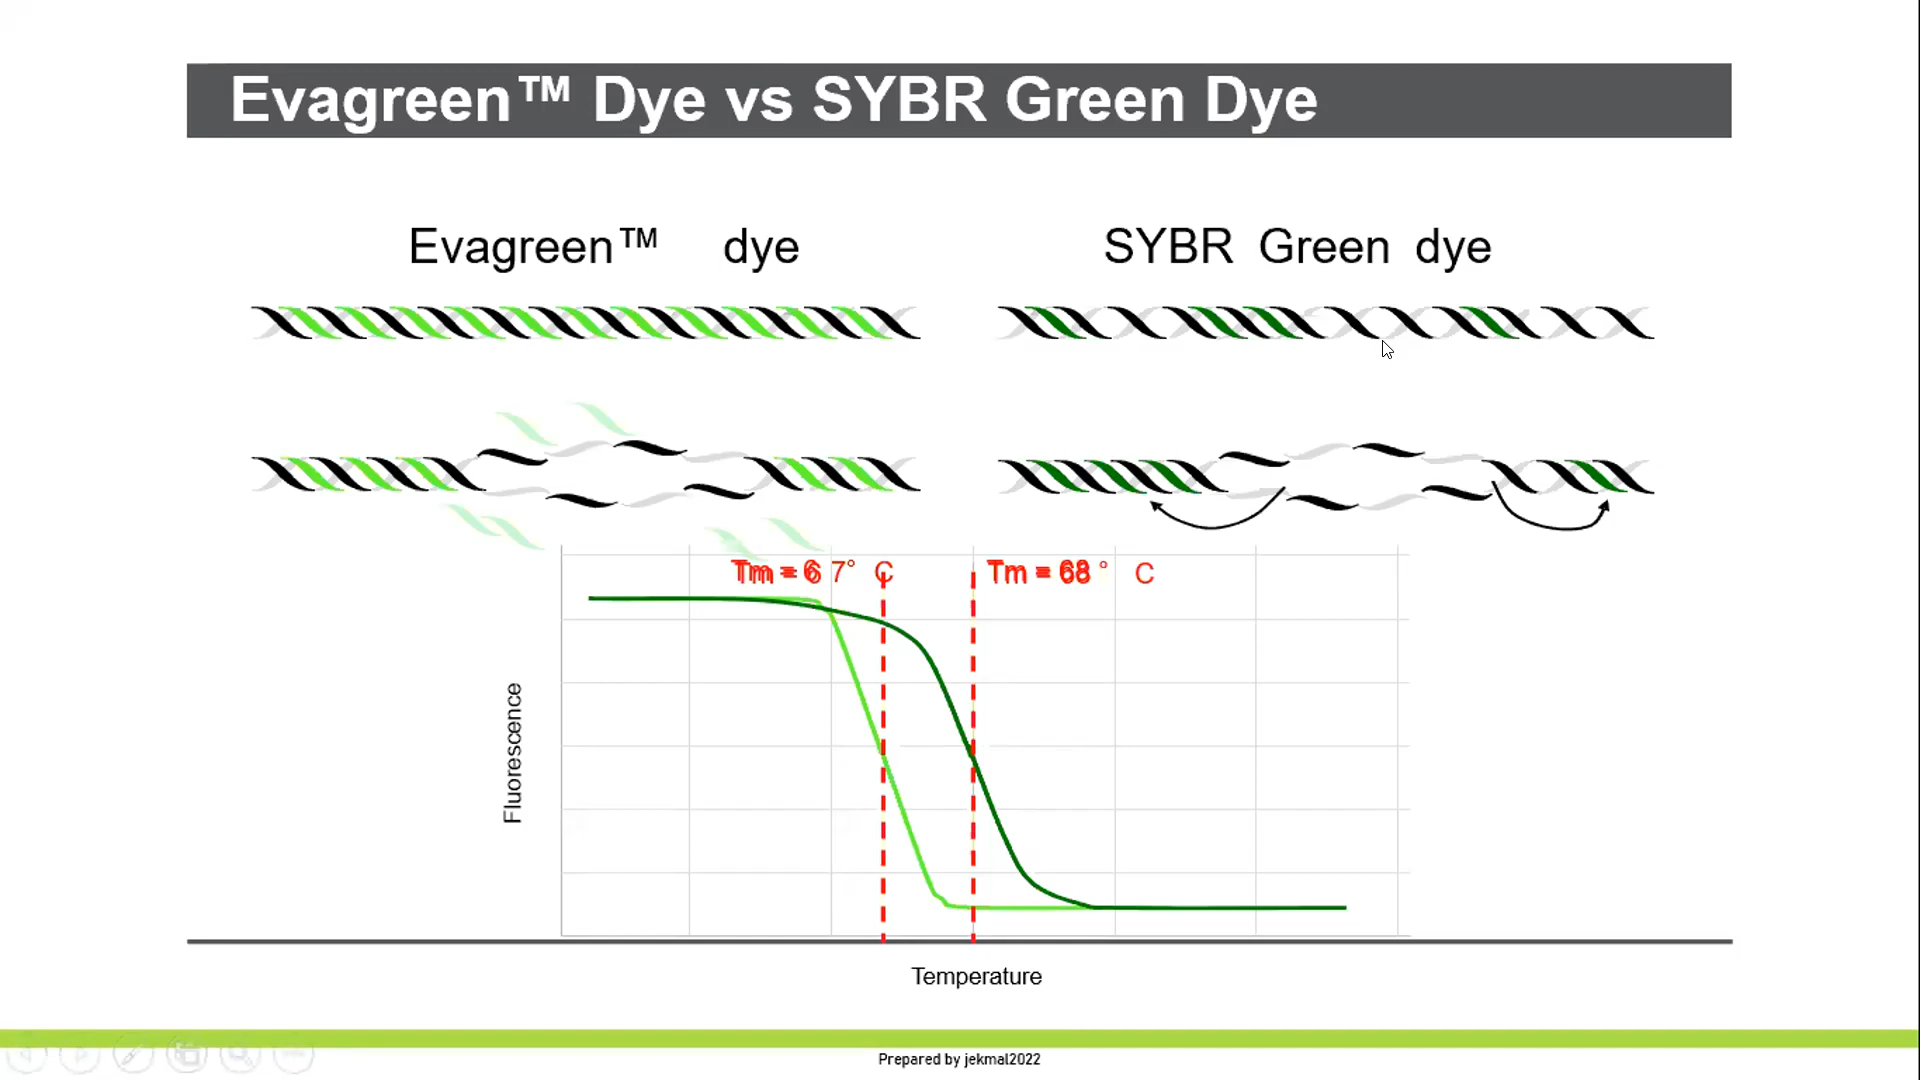 Evagreen™ Dye vs SYBR Green Dye
Evagreen™ dye
SYBR Green dye
Tm = 67° C
Tm = 68° C
Fluorescence
Temperature
Prepared by jekmal2022